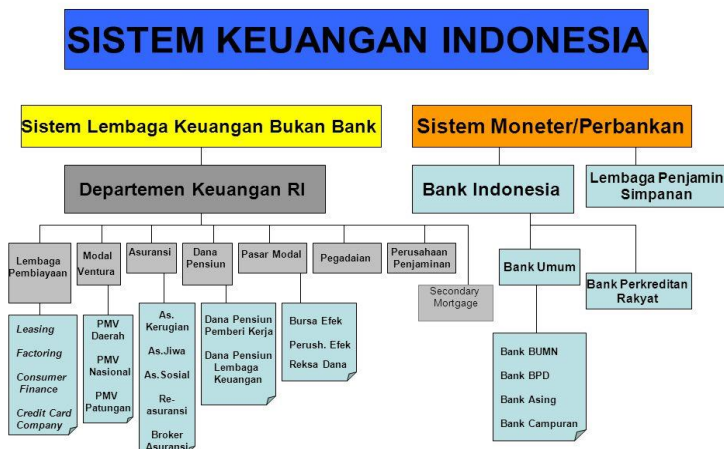 SISTEM KEUANGAN INDONESIA
Sistem Lembaga Keuangan Bukan Bank
Sistem Moneter/Perbankan
Departemen Keuangan RI
Bank Indonesia
Lembaga Penjamin
Simpanan
Lembaga
Pembiayaan
Modal
Ventura
Asuransi
Dana
Pensiun
Pasar Modal
Pegadaian
Perusahaan
Penjaminan
Secondary
Mortgage
Bank Umum
Bank Perkreditan
Rakyat
Leasing
Factoring
Consumer
Finance
Credit Card
Company
PMV
Daerah
PMV
Nasional
PMV
Patungan
As.
Kerugian
As.Jiwa
As.Sosial
Re-
asuransi
Broker
Asuransi
Dana Pensiun
Pemberi Kerja
Dana Pensiun
Lembaga
Keuangan
Bursa Efek
Perush. Efek
Reksa Dana
Bank BUMN
Bank BPD
Bank Asing
Bank Campuran